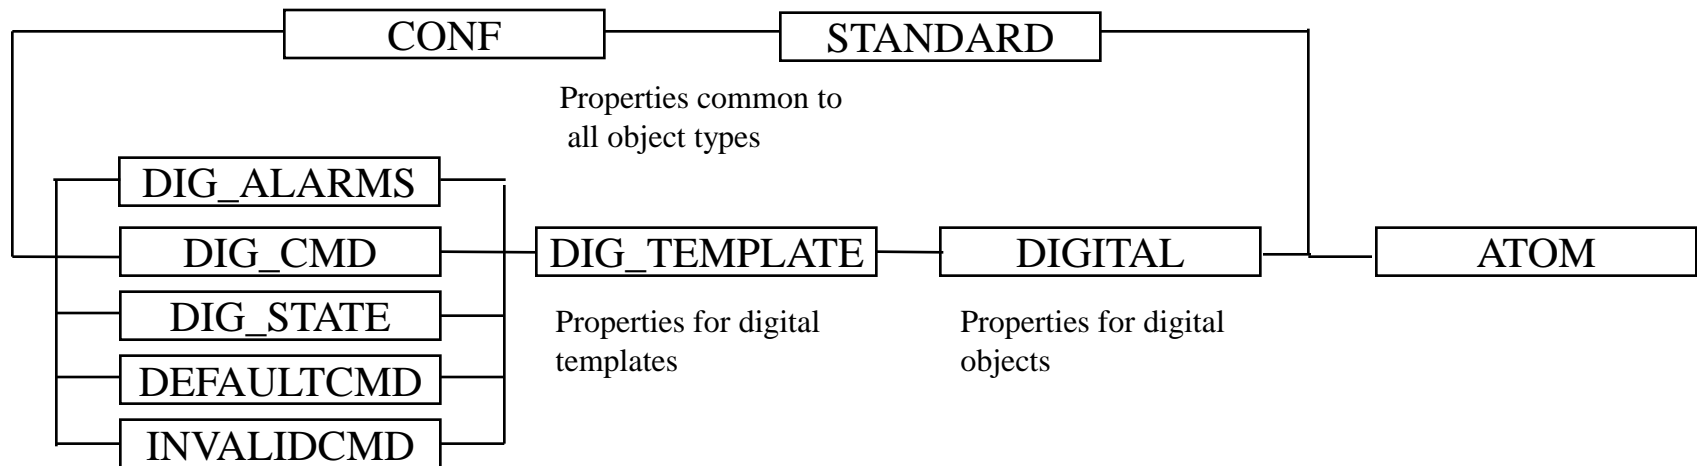 CONF
STANDARD
Properties common to
all object types
DIG_ALARMS
DIG_CMD
DIG_TEMPLATE
DIGITAL
ATOM
DIG_STATE
Properties for digital
templates
Properties for digital
objects
DEFAULTCMD
INVALIDCMD